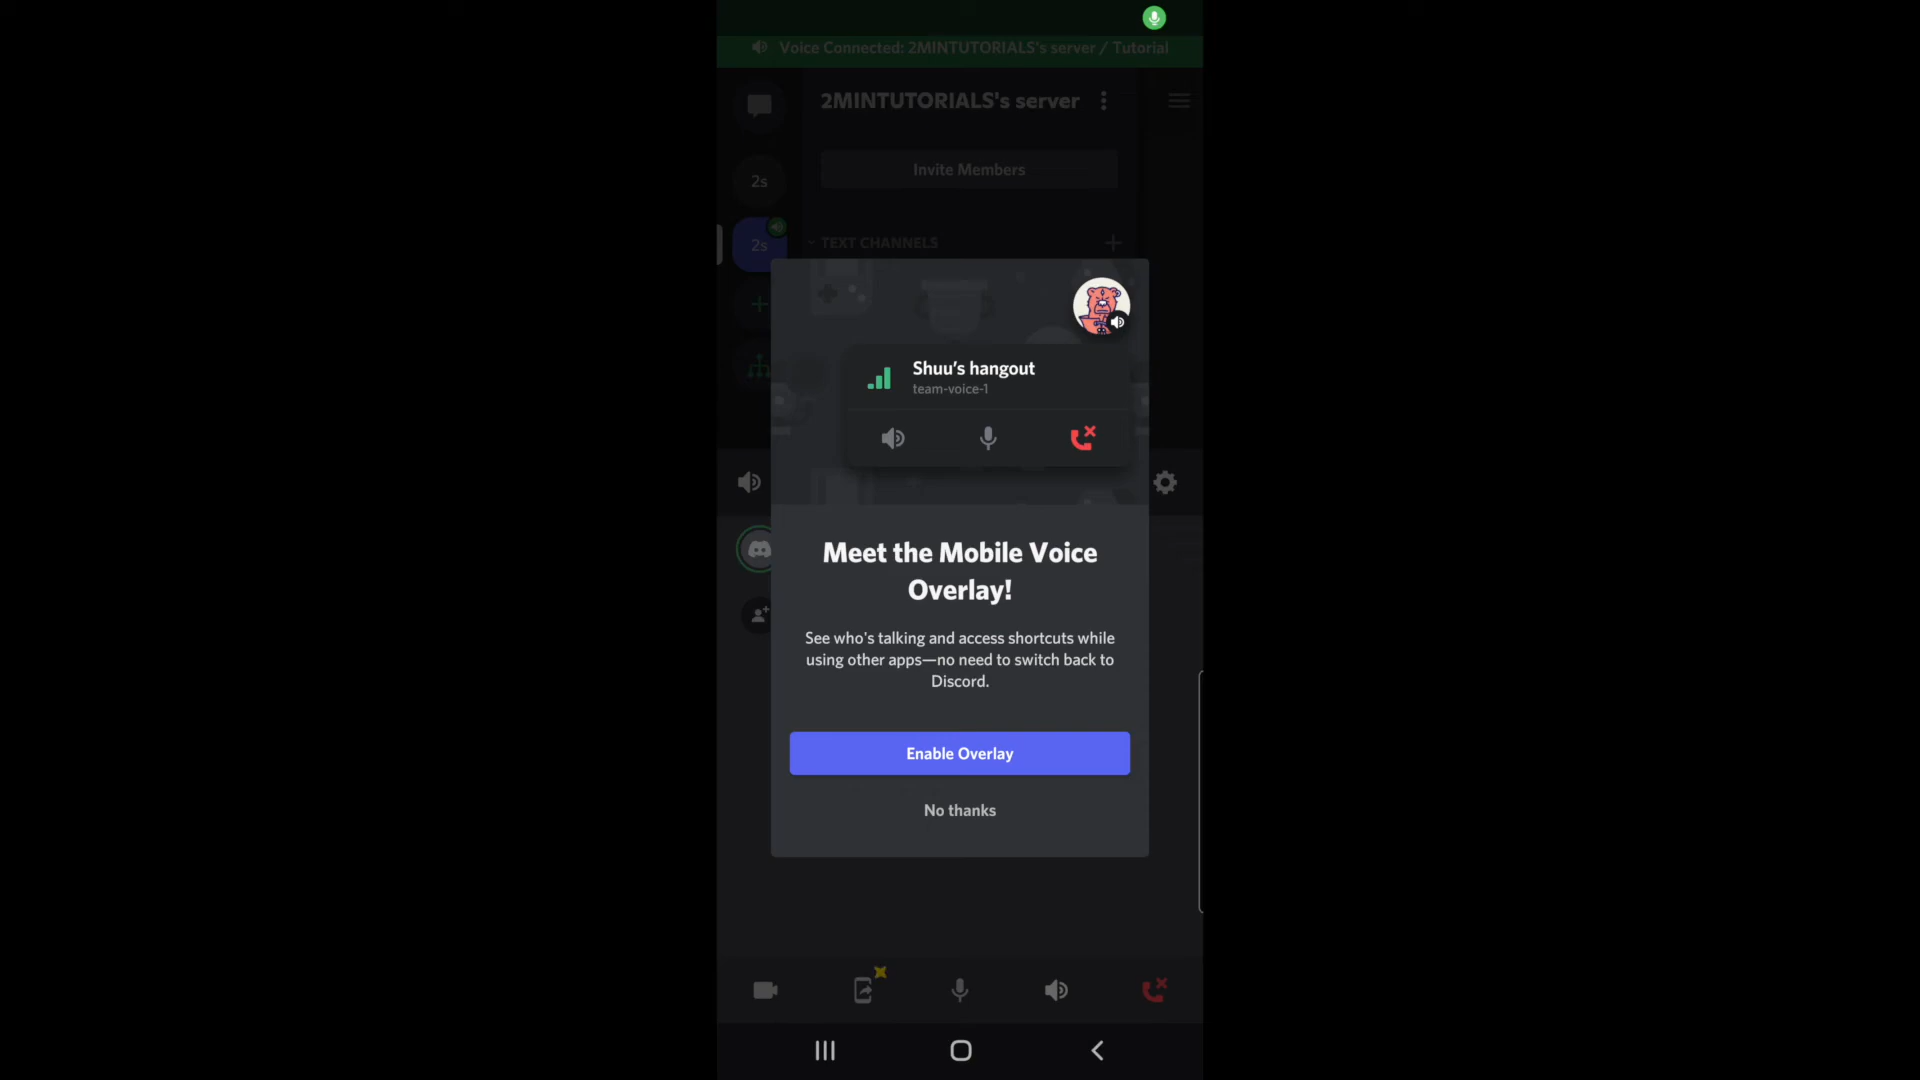 Voice Connected: 2MINTUTORIALS's server / Tutorial
2MINTUTORIALS's server
2s
Invite Members
2s
TEXT CHANNELS
Shuu’s hangout
team-voice-1
Meet the Mobile Voice
Overlay!
See who's talking and access shortcuts while
using other apps—no need to switch back to
Discord.
Enable Overlay
No thanks